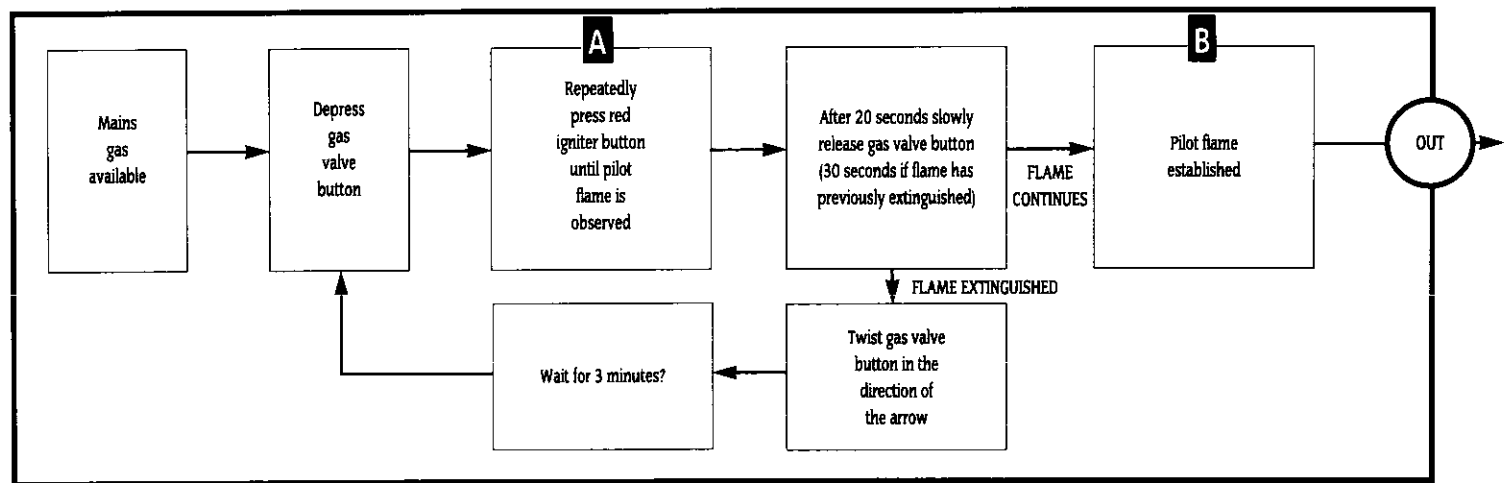 A
B
Mains
gas
available
Depress
gas
valve
button
Repeatedly
press red
igniter button
until pilot
flame is
observed
After 20 seconds slowly
release gas valve button
(30 seconds if flame has
previously extinguished)
FLAME
CONTINUES
Pilot flame
established
OUT
FLAME EXTINGUISHED
Wait for 3 minutes?
Twist gas valve
button in the
direction of
the arrow